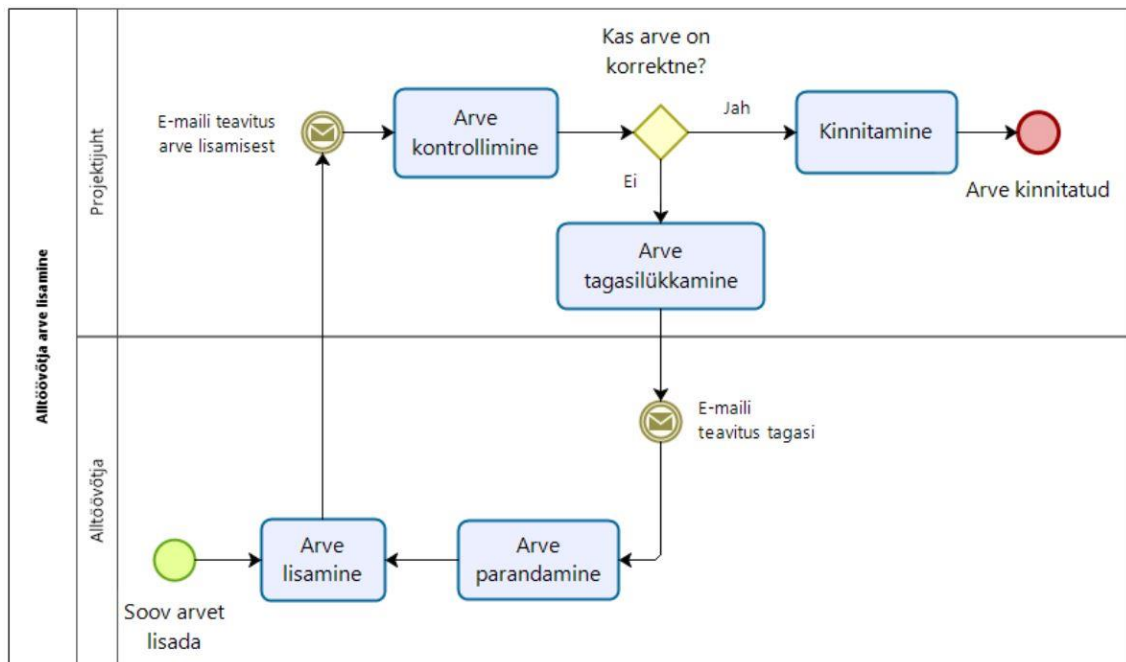 Alltöövõtja arve lisamine
Projektijuht
E-maili teavitus
arve lisamisest
Arve
kontrollimine
Kas arve on
korrektne?
Jah
Kinnitamine
Arve kinnitatud
Ei
Arve
tagasilükkamine
Alltöövõtja
E-maili
teavitus tagasi
Soov arvet
lisada
Arve
lisamine
Arve
parandamine